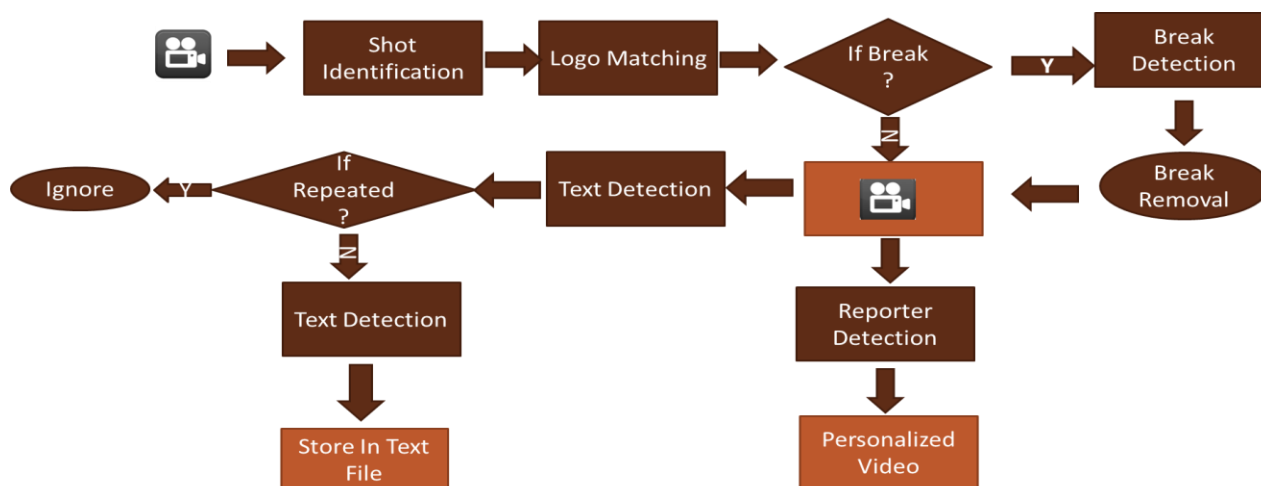 Shot
Identification
Logo Matching
If Break
?
Y
Break
Detection
N
Ignore
Y
If
Repeated
?
Text Detection
Break
Removal
N
Text Detection
Reporter
Detection
Store In Text
File
Personalized
Video